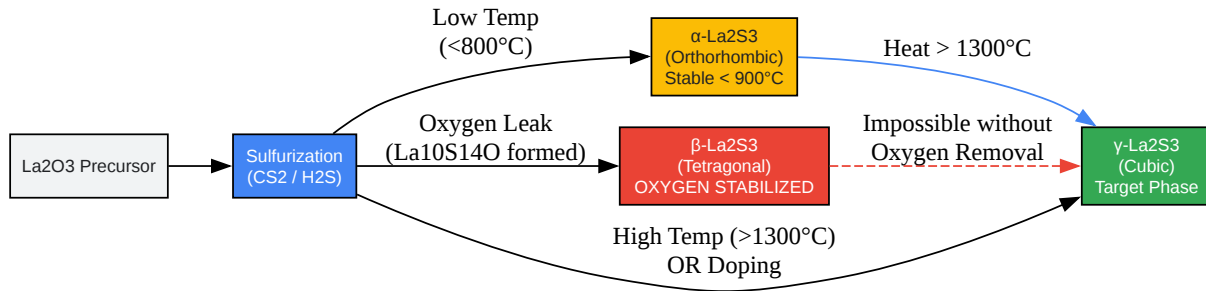 La2O3 Precursor
Sulfurization
(CS2 / H2S)
Low Temp
(<800°C)
α-La2S3
(Orthorhombic)
Stable < 900°C
Heat > 1300°C
Oxygen Leak
(La10S14O formed)
β-La2S3
(Tetragonal)
OXYGEN STABILIZED
Impossible without
Oxygen Removal
γ-La2S3
(Cubic)
Target Phase
High Temp (>1300°C)
OR Doping